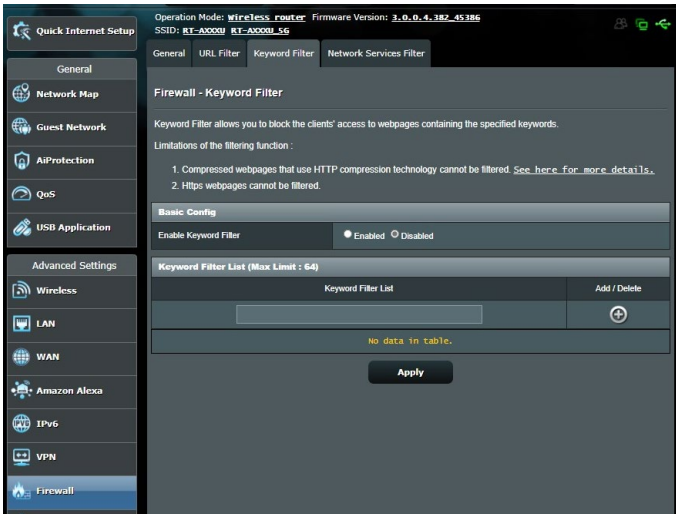 Operation Mode: Wireless router Firmware Version: 3.0.0.4.382_45386
SSID: RT-AXXXU RT-AXXXU_5G
Quick Internet Setup
General
Network Map
Guest Network
AiProtection
QoS
USB Application
Advanced Settings
Wireless
LAN
WAN
Amazon Alexa
IPv6
VPN
Firewall
General URL Filter Keyword Filter Network Services Filter
Firewall - Keyword Filter
Keyword Filter allows you to block the clients' access to webpages containing the specified keywords.
Limitations of the filtering function :
1. Compressed webpages that use HTTP compression technology cannot be filtered. See here for more details.
2. Https webpages cannot be filtered.
Basic Config
Enable Keyword Filter Enabled Disabled
Keyword Filter List (Max Limit : 64)
Keyword Filter List Add / Delete
No data in table.
Apply